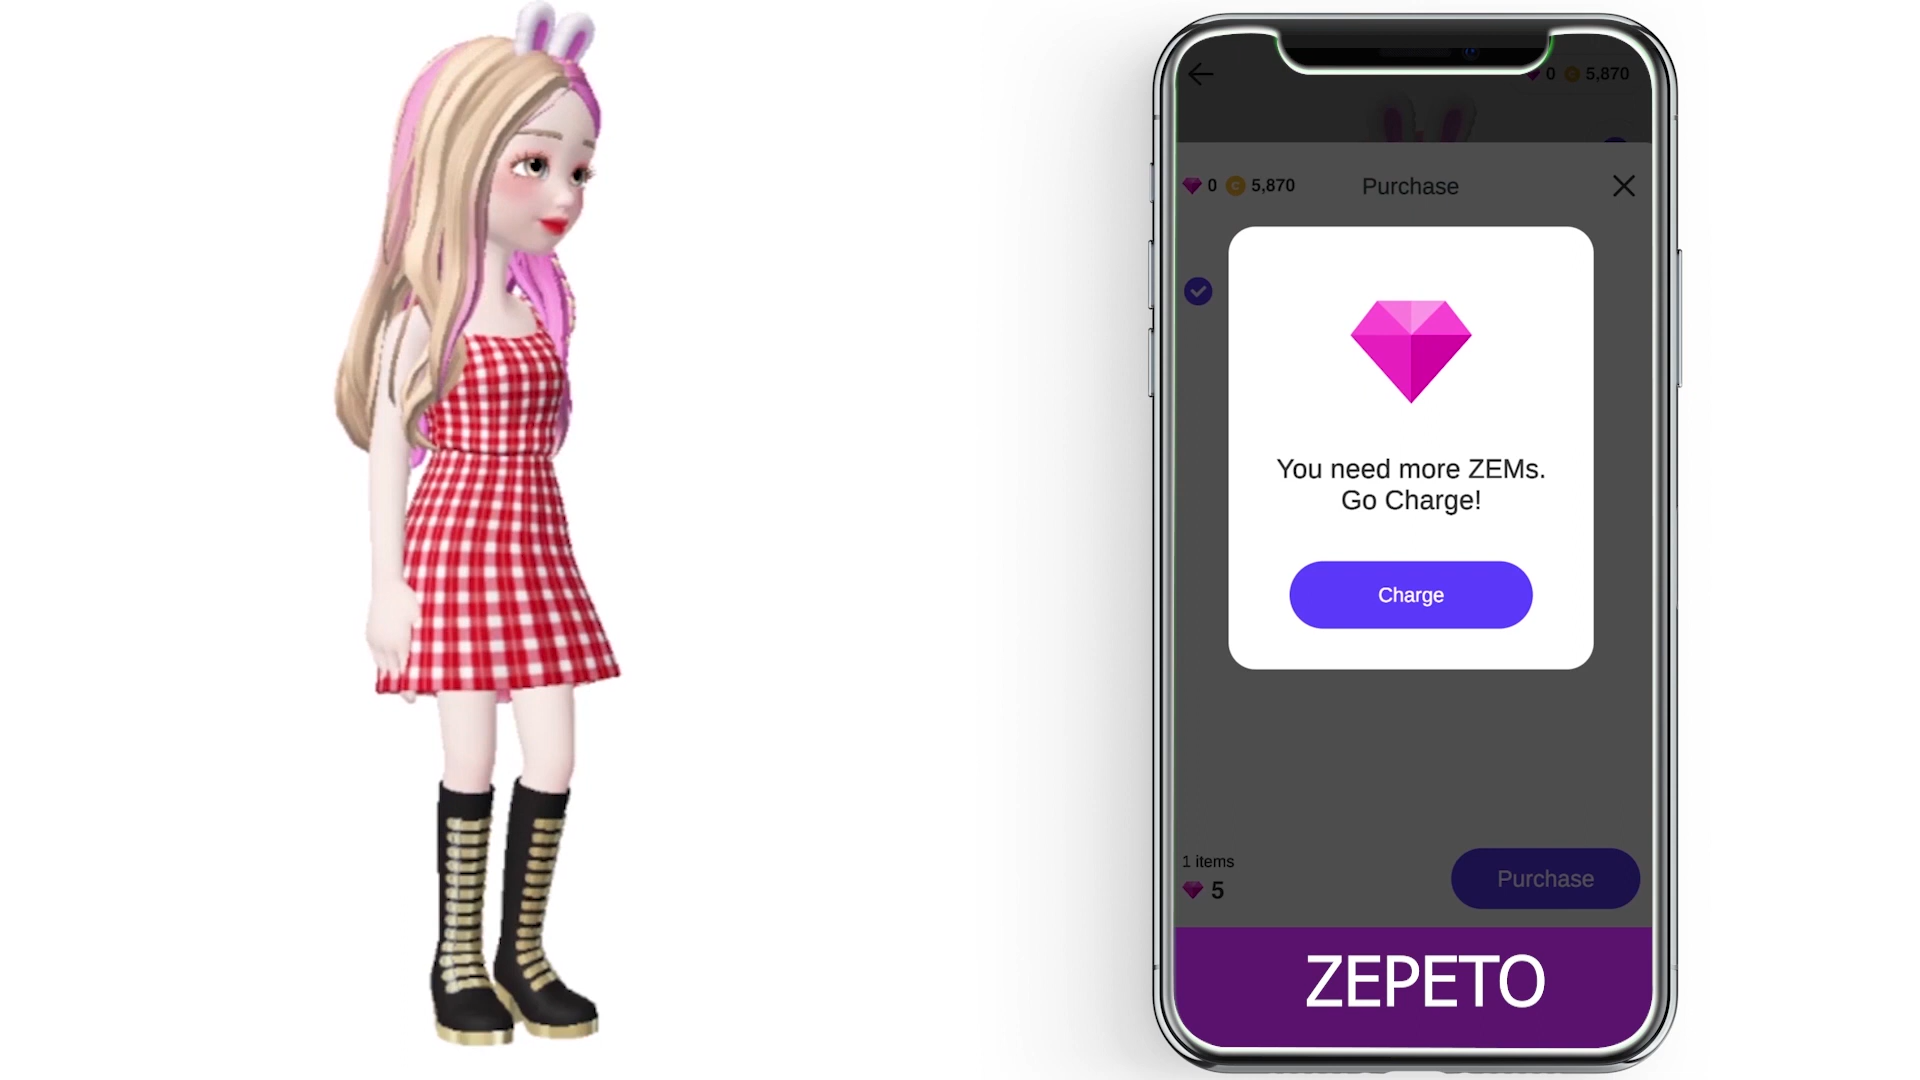 0 5,870
0 C 5,870 Purchase
You need more ZEMs.
Go Charge!
Charge
1 items
5
Purchase
ZEPETO